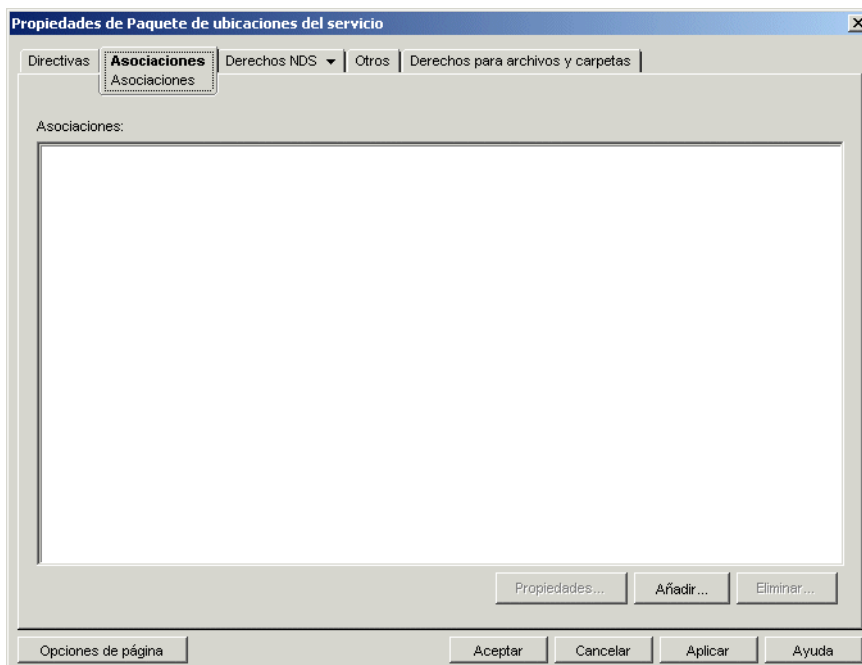 Propiedades de Paquete de ubicaciones del servicio
Directivas Asociaciones Derechos NDS Otros Derechos para archivos y carpetas
Asociaciones
Asociaciones:
Propiedades... Añadir... Eliminar...
Opciones de página Aceptar Cancelar Aplicar Ayuda